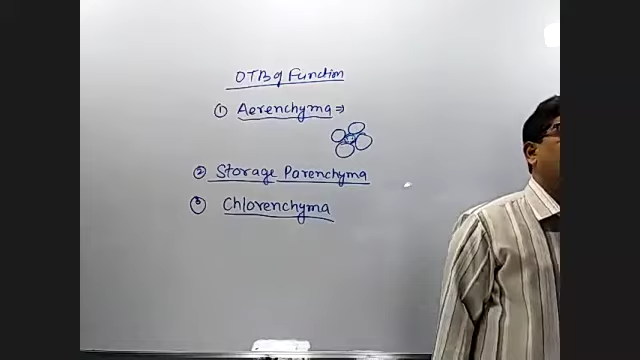 OTB of Function
① Aerenchyma ⇒
② Storage Parenchyma
③ Chlorenchyma